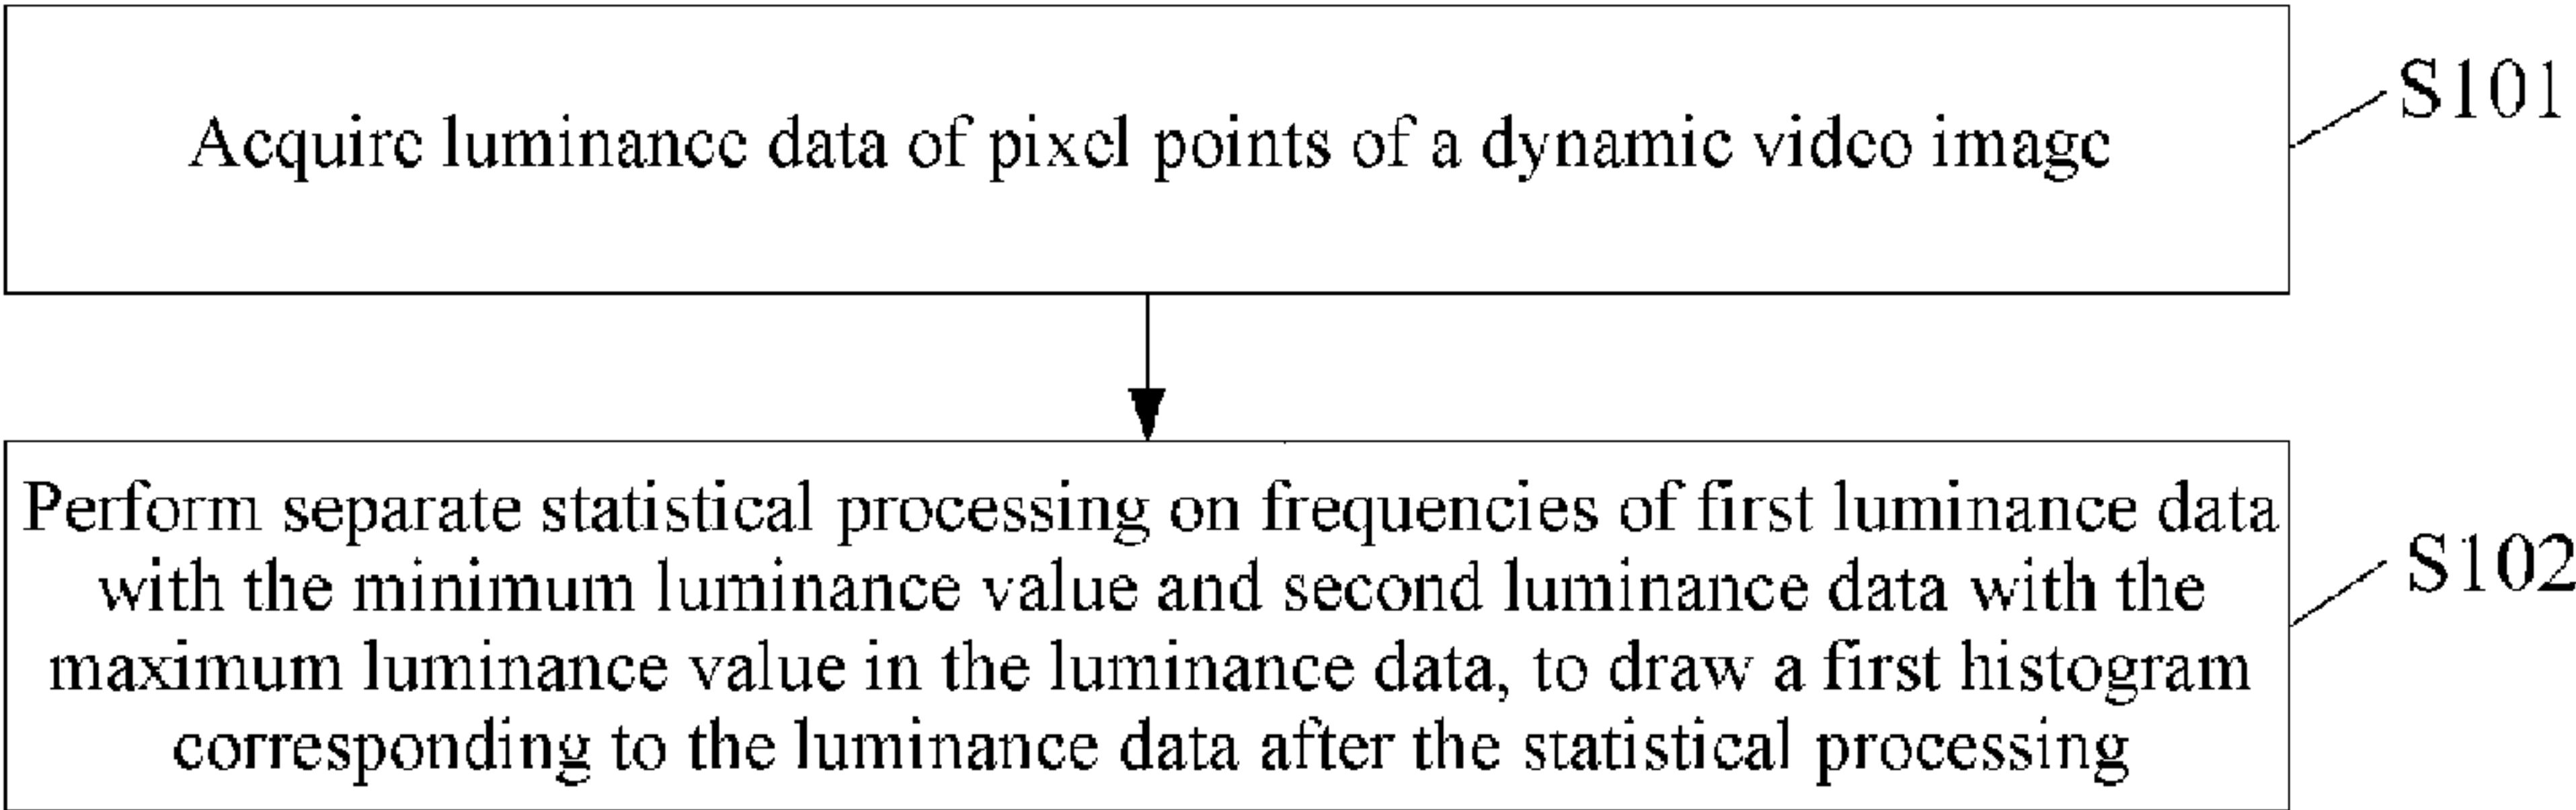 Acquire luminance data of pixel points of a dynamic video image
S101
Perform separate statistical processing on frequencies of first luminance data
with the minimum luminance value and second luminance data with the
maximum luminance value in the luminance data, to draw a first histogram
corresponding to the luminance data after the statistical processing
S102